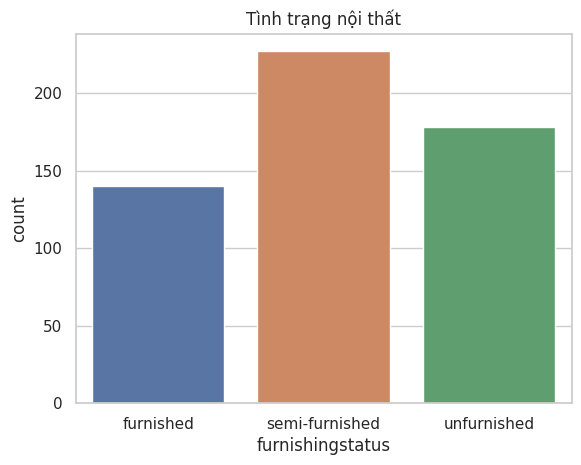 Tình trạng nội thất
count
200
150
100
50
0
furnished semi-furnished unfurnished
furnishingstatus